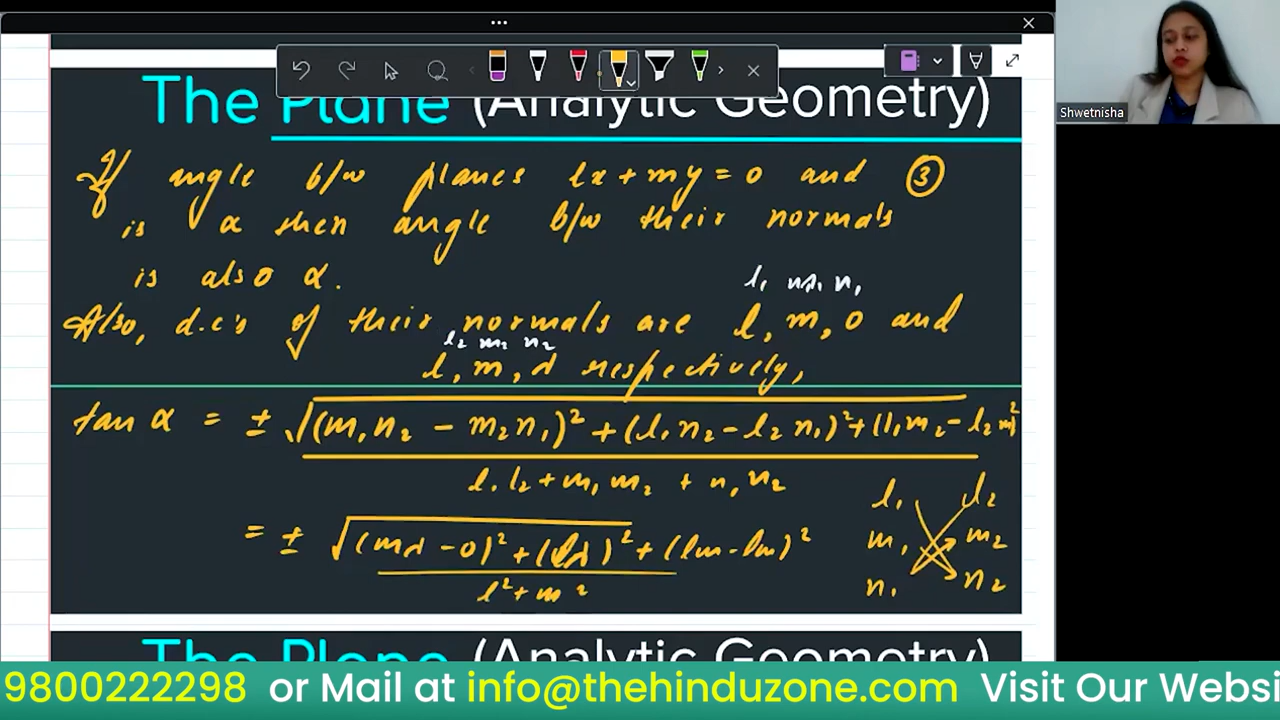 The Plane (Analytic Geometry)
Shwetnisha
If angle b/w planes lx + my = 0 and ③
is α then angle b/w their normals
is also α.
l₁ m₁ n₁
Also, d.c's of their normals are l, m, 0 and
l₂ m₂ n₂
l, m, λ respectively,
tan α = ± √(m₁n₂ - m₂n₁)² + (l₁n₂ - l₂n₁)² + (l₁m₂ - l₂m₁)²
l₁l₂ + m₁m₂ + n₁n₂
l₁ l₂
= ± √(mλ - 0)² + (lλ)² + (lm - lm)²
m₁ m₂
l² + m²
n₁ n₂
The Plane (Analytic Geometry)
9800222298 or Mail at info@thehinduzone.com Visit Our Websi